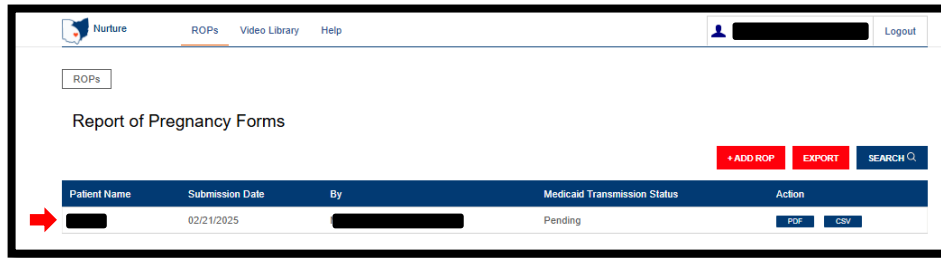 Nurture ROPs Video Library Help Logout
ROPs
Report of Pregnancy Forms
+ ADD ROP EXPORT SEARCH
Patient Name Submission Date By Medicaid Transmission Status Action
02/21/2025 Pending PDF CSV